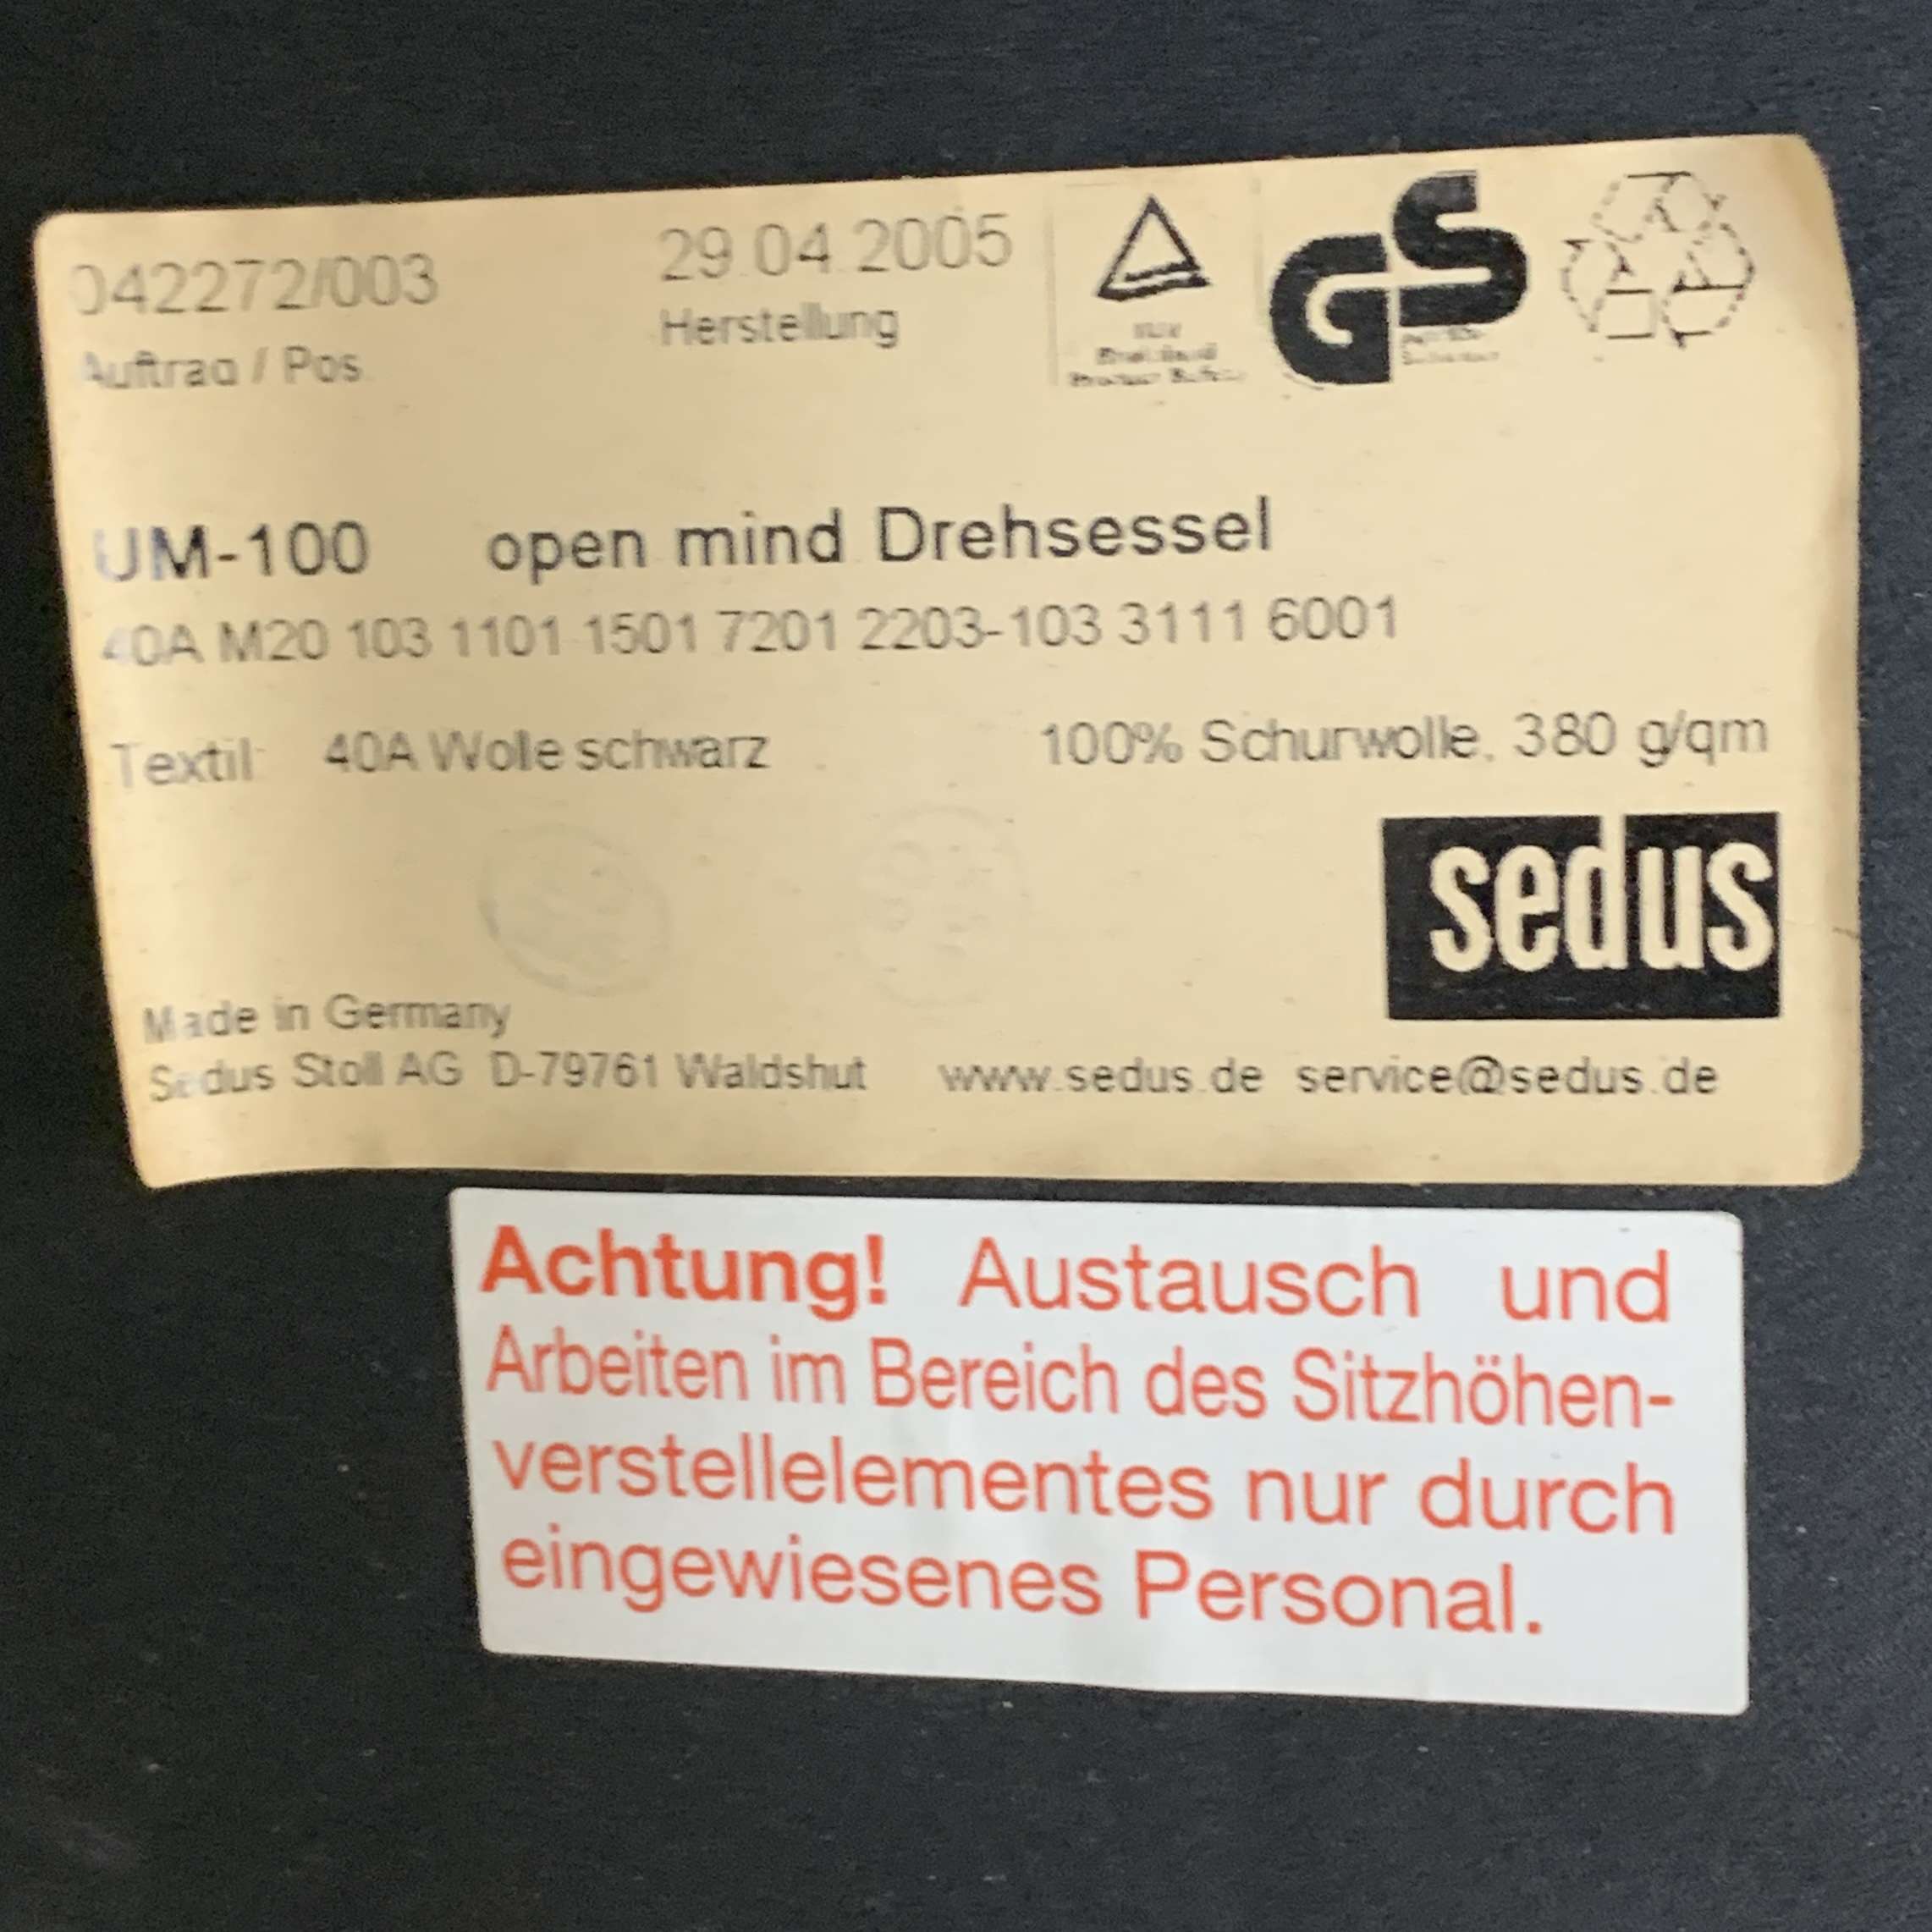 042272/003 29.04.2005
Auftrag / Pos. Herstellung
GS
UM-100 open mind Drehsessel
40A M20 103 1101 1501 7201 2203-103 3111 6001
Textil: 40A Wolle schwarz 100% Schurwolle, 380 g/qm
sedus
Made in Germany
Sedus Stoll AG D-79761 Waldshut www.sedus.de service@sedus.de
Achtung! Austausch und
Arbeiten im Bereich des Sitzhöhen-
verstellelementes nur durch
eingewiesenes Personal.